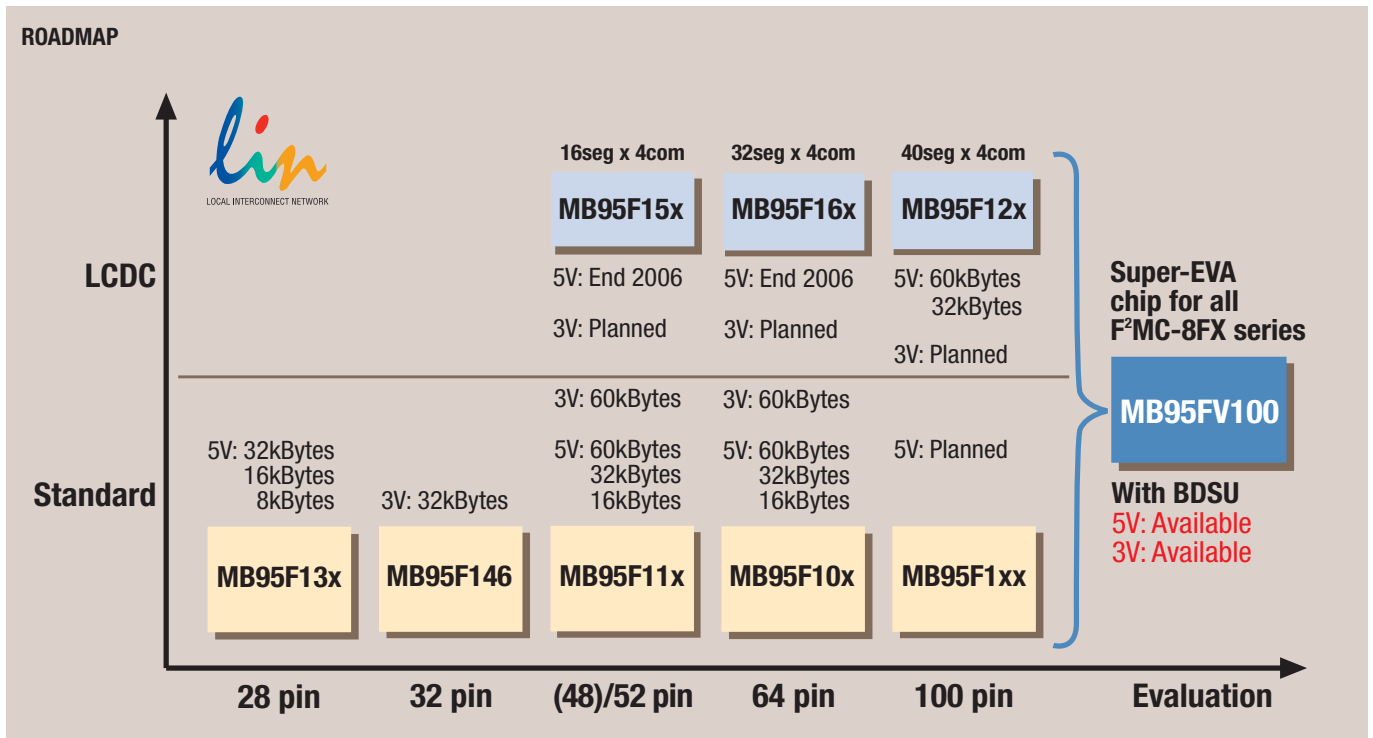 ROADMAP
lin
LOCAL INTERCONNECT NETWORK
16seg x 4com
32seg x 4com
40seg x 4com
MB95F15x
MB95F16x
MB95F12x
LCDC
5V: End 2006
3V: Planned
5V: End 2006
3V: Planned
5V: 60kBytes
32kBytes
3V: Planned
Super-EVA
chip for all
F²MC-8FX series
MB95FV100
With BDSU
5V: Available
3V: Available
Standard
5V: 32kBytes
16kBytes
8kBytes
3V: 32kBytes
3V: 60kBytes
5V: 60kBytes
32kBytes
16kBytes
3V: 60kBytes
5V: 60kBytes
32kBytes
16kBytes
5V: Planned
MB95F13x
MB95F146
MB95F11x
MB95F10x
MB95F1xx
28 pin
32 pin
(48)/52 pin
64 pin
100 pin
Evaluation